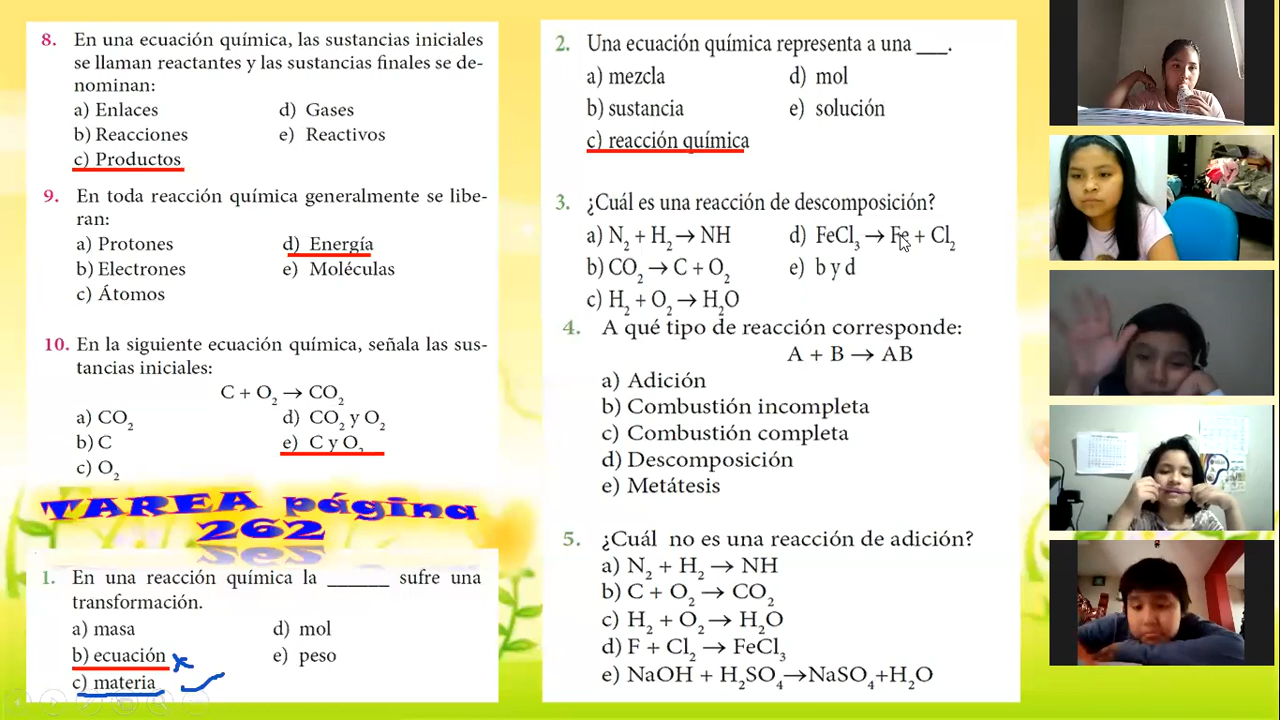 8. En una ecuación química, las sustancias iniciales
se llaman reactantes y las sustancias finales se de-
nominan:
a) Enlaces d) Gases
b) Reacciones e) Reactivos
c) Productos
9. En toda reacción química generalmente se libe-
ran:
a) Protones d) Energía
b) Electrones e) Moléculas
c) Átomos
10. En la siguiente ecuación química, señala las sus-
tancias iniciales:
C + O₂ → CO₂
a) CO₂ d) CO₂ y O₂
b) C e) C y O₂
c) O₂
TAREA página
262
1. En una reacción química la ______ sufre una
transformación.
a) masa d) mol
b) ecuación x e) peso
c) materia ✓
2. Una ecuación química representa a una ___.
a) mezcla d) mol
b) sustancia e) solución
c) reacción química
3. ¿Cuál es una reacción de descomposición?
a) N₂ + H₂ → NH d) FeCl₃ → Fe + Cl₂
b) CO₂ → C + O₂ e) b y d
c) H₂ + O₂ → H₂O
4. A qué tipo de reacción corresponde:
A + B → AB
a) Adición
b) Combustión incompleta
c) Combustión completa
d) Descomposición
e) Metátesis
5. ¿Cuál no es una reacción de adición?
a) N₂ + H₂ → NH
b) C + O₂ → CO₂
c) H₂ + O₂ → H₂O
d) F + Cl₂ → FeCl₃
e) NaOH + H₂SO₄→NaSO₄+H₂O